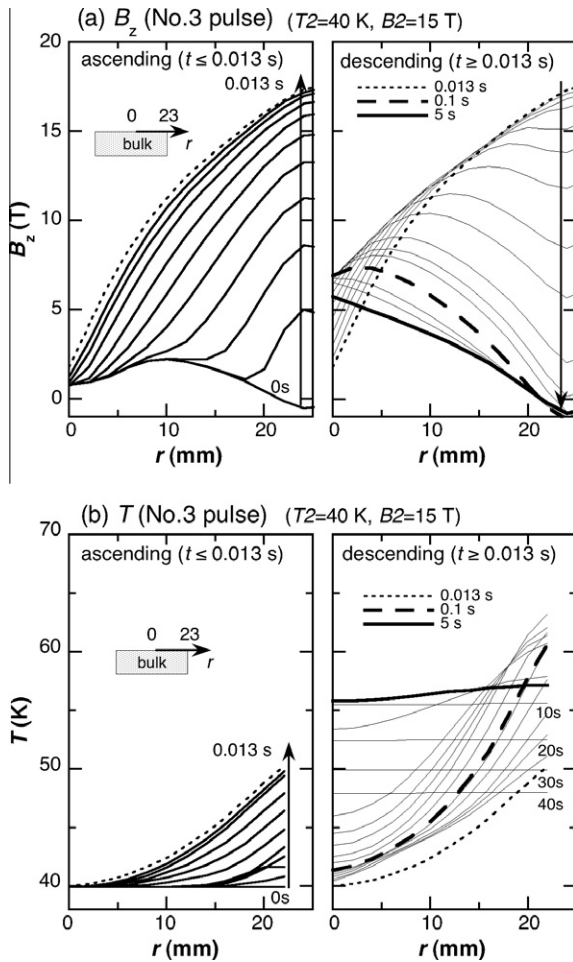 (a) Bz (No.3 pulse) (T2=40 K, B2=15 T)
ascending (t ≤ 0.013 s)
0.013 s
0 23
r
bulk
0s
20
15
10
5
0
Bz (T)
0 10 20
r (mm)
descending (t ≥ 0.013 s)
0.013 s
0.1 s
5 s
0 10 20
r (mm)
(b) T (No.3 pulse) (T2=40 K, B2=15 T)
ascending (t ≤ 0.013 s)
0 23
r
bulk
0.013 s
0s
70
60
50
40
T (K)
0 10 20
r (mm)
descending (t ≥ 0.013 s)
0.013 s
0.1 s
5 s
10s
20s
30s
40s
0 10 20
r (mm)